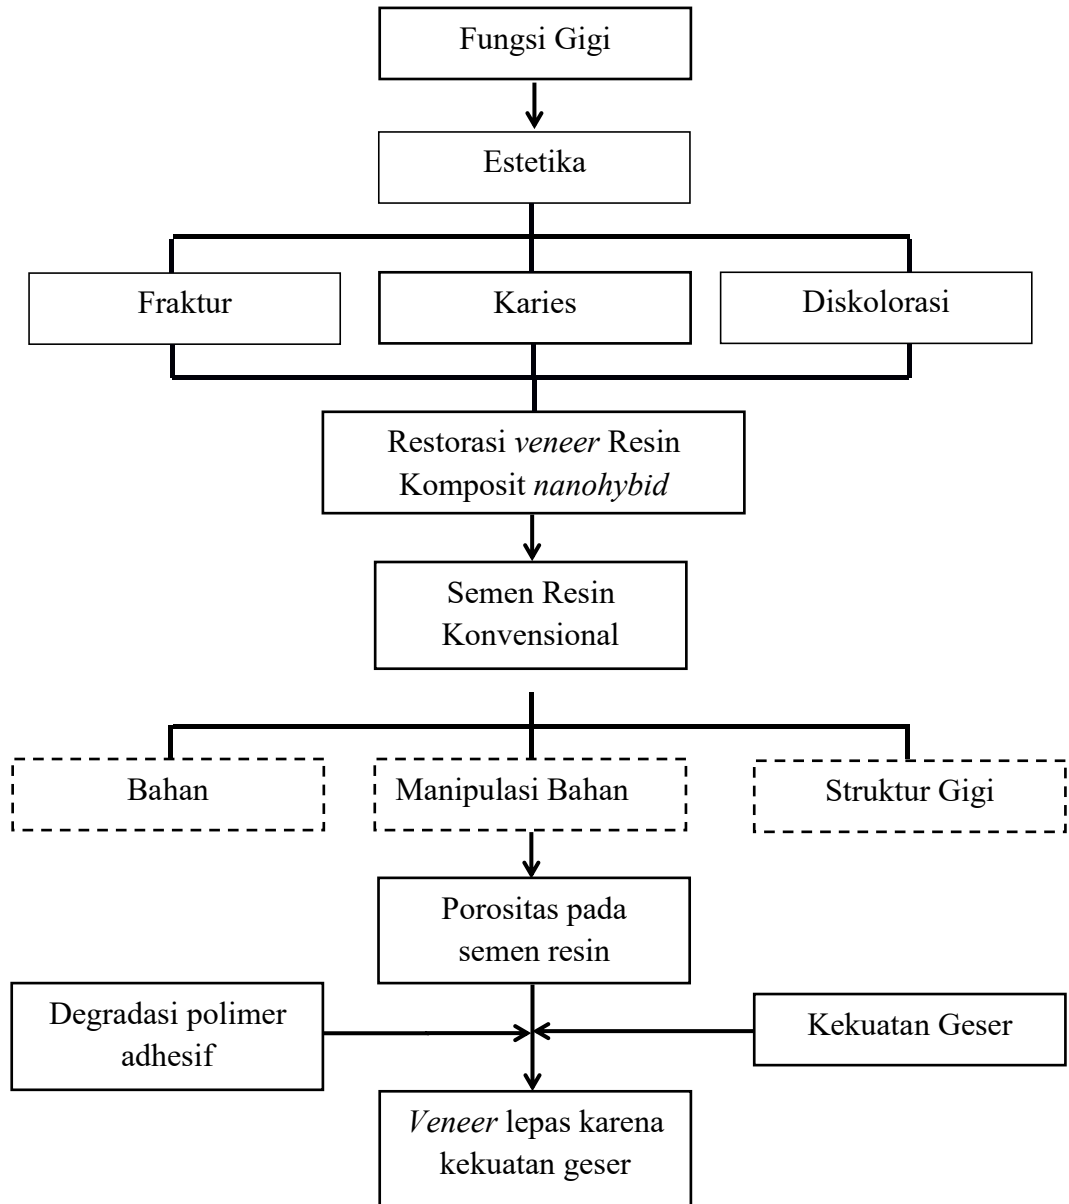 Fungsi Gigi
Estetika
Fraktur
Karies
Diskolorasi
Restorasi veneer Resin
Komposit nanohybid
Semen Resin
Konvensional
Bahan
Manipulasi Bahan
Struktur Gigi
Porositas pada
semen resin
Degradasi polimer
adhesif
Kekuatan Geser
Veneer lepas karena
kekuatan geser